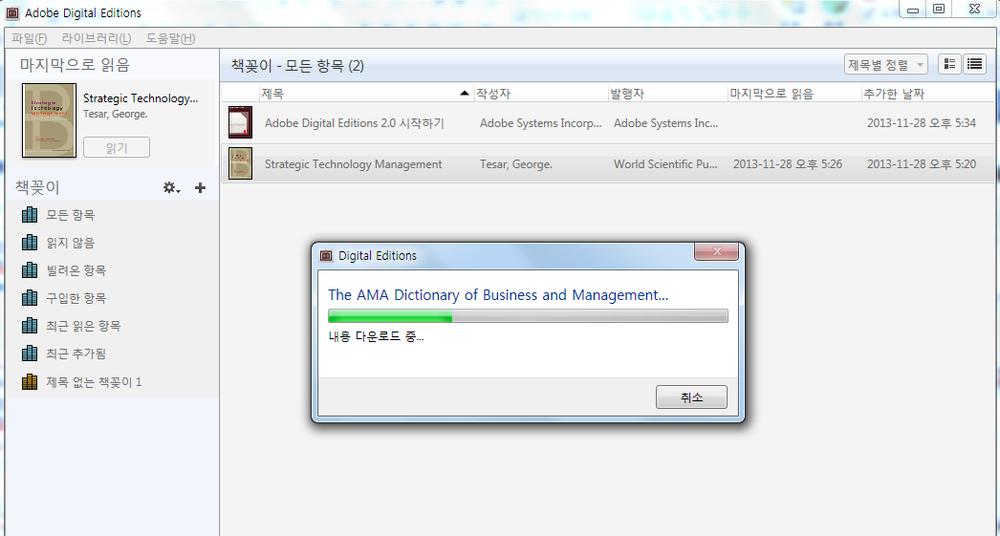 Adobe Digital Editions
파일(F) 라이브러리(L) 도움말(H)
마지막으로 읽음
Strategic Technology Management
Strategic Technology...
Tesar, George.
읽기
책꽂이
모든 항목
읽지 않음
빌려온 항목
구입한 항목
최근 읽은 항목
최근 추가됨
제목 없는 책꽂이 1
책꽂이 - 모든 항목 (2)
제목별 정렬
제목 작성자 발행자 마지막으로 읽음 추가한 날짜
Adobe Digital Editions 2.0 시작하기 Adobe Systems Incorp... Adobe Systems Inc... 2013-11-28 오후 5:34
Strategic Technology Management Tesar, George. World Scientific Pu... 2013-11-28 오후 5:26 2013-11-28 오후 5:20
Digital Editions
The AMA Dictionary of Business and Management...
내용 다운로드 중...
취소